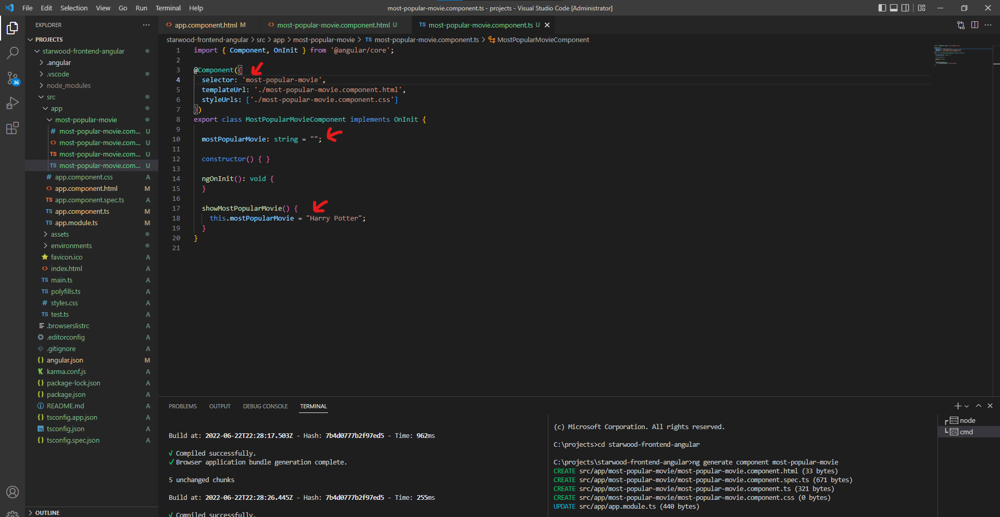 File Edit Selection View Go Run Terminal Help
most-popular-movie.component.ts - projects - Visual Studio Code [Administrator]
EXPLORER
PROJECTS
starwood-frontend-angular
.angular
.vscode
36
node_modules
src
app
most-popular-movie
# most-popular-movie.com... U
<> most-popular-movie.com... U
TS most-popular-movie.com... U
TS most-popular-movie.com... U
# app.component.css A
<> app.component.html M
TS app.component.spec.ts A
TS app.component.ts M
TS app.module.ts M
assets
environments
favicon.ico A
<> index.html A
TS main.ts A
TS polyfills.ts A
# styles.css A
TS test.ts A
.browserslistrc A
.editorconfig A
.gitignore A
{} angular.json M
karma.conf.js A
{} package-lock.json A
{} package.json A
README.md A
{} tsconfig.app.json A
TS tsconfig.json A
{} tsconfig.spec.json A
OUTLINE
<> app.component.html M
<> most-popular-movie.component.html U
TS most-popular-movie.component.ts U
starwood-frontend-angular > src > app > most-popular-movie > TS most-popular-movie.component.ts > MostPopularMovieComponent
1 import { Component, OnInit } from '@angular/core';
2
3 @Component({
4 selector: 'most-popular-movie',
5 templateUrl: './most-popular-movie.component.html',
6 styleUrls: ['./most-popular-movie.component.css']
7 })
8 export class MostPopularMovieComponent implements OnInit {
9
10 mostPopularMovie: string = "";
11
12 constructor() { }
13
14 ngOnInit(): void {
15 }
16
17 showMostPopularMovie() {
18 this.mostPopularMovie = "Harry Potter";
19 }
20 }
21
PROBLEMS OUTPUT DEBUG CONSOLE TERMINAL
Build at: 2022-06-22T22:28:17.503Z - Hash: 7b4d0777b2f97ed5 - Time: 962ms
√ Compiled successfully.
✓ Browser application bundle generation complete.
5 unchanged chunks
Build at: 2022-06-22T22:28:26.445Z - Hash: 7b4d0777b2f97ed5 - Time: 255ms
√ Compiled successfully.
(c) Microsoft Corporation. All rights reserved.
C:\projects>cd starwood-frontend-angular
C:\projects\starwood-frontend-angular>ng generate component most-popular-movie
CREATE src/app/most-popular-movie/most-popular-movie.component.html (33 bytes)
CREATE src/app/most-popular-movie/most-popular-movie.component.spec.ts (671 bytes)
CREATE src/app/most-popular-movie/most-popular-movie.component.ts (321 bytes)
CREATE src/app/most-popular-movie/most-popular-movie.component.css (0 bytes)
UPDATE src/app/app.module.ts (440 bytes)
node
cmd